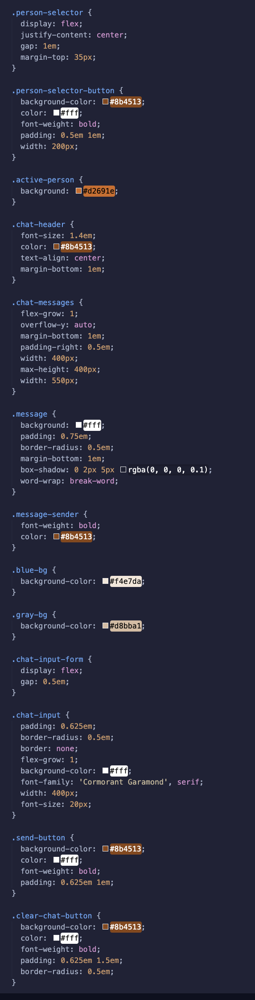 .person-selector {
display: flex;
justify-content: center;
gap: 1em;
margin-top: 35px;
}
.person-selector-button {
background-color: #8b4513;
color: #fff;
font-weight: bold;
padding: 0.5em 1em;
width: 200px;
}
.active-person {
background: #d2691e;
}
.chat-header {
font-size: 1.4em;
color: #8b4513;
text-align: center;
margin-bottom: 1em;
}
.chat-messages {
flex-grow: 1;
overflow-y: auto;
margin-bottom: 1em;
padding-right: 0.5em;
width: 400px;
max-height: 400px;
width: 550px;
}
.message {
background: #fff;
padding: 0.75em;
border-radius: 0.5em;
margin-bottom: 1em;
box-shadow: 0 2px 5px rgba(0, 0, 0, 0.1);
word-wrap: break-word;
}
.message-sender {
font-weight: bold;
color: #8b4513;
}
.blue-bg {
background-color: #f4e7da;
}
.gray-bg {
background-color: #d8bba1;
}
.chat-input-form {
display: flex;
gap: 0.5em;
}
.chat-input {
padding: 0.625em;
border-radius: 0.5em;
border: none;
flex-grow: 1;
background-color: #fff;
font-family: 'Cormorant Garamond', serif;
width: 400px;
font-size: 20px;
}
.send-button {
background-color: #8b4513;
color: #fff;
font-weight: bold;
padding: 0.625em 1em;
}
.clear-chat-button {
background-color: #8b4513;
color: #fff;
font-weight: bold;
padding: 0.625em 1.5em;
border-radius: 0.5em;
}